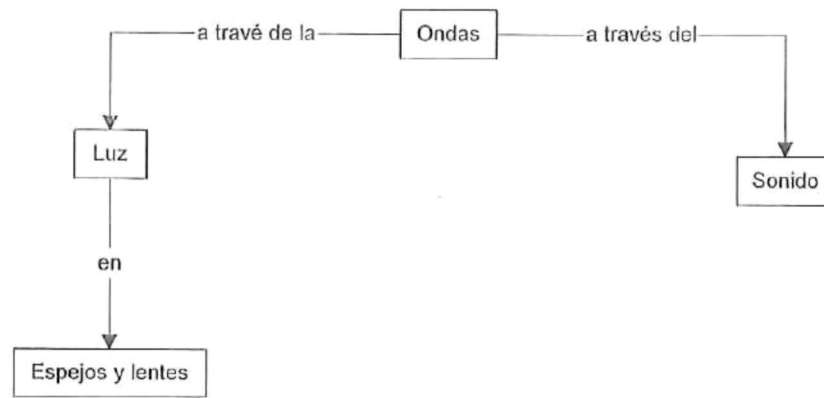 a travé de la
Ondas
a través del
Luz
Sonido
en
Espejos y lentes